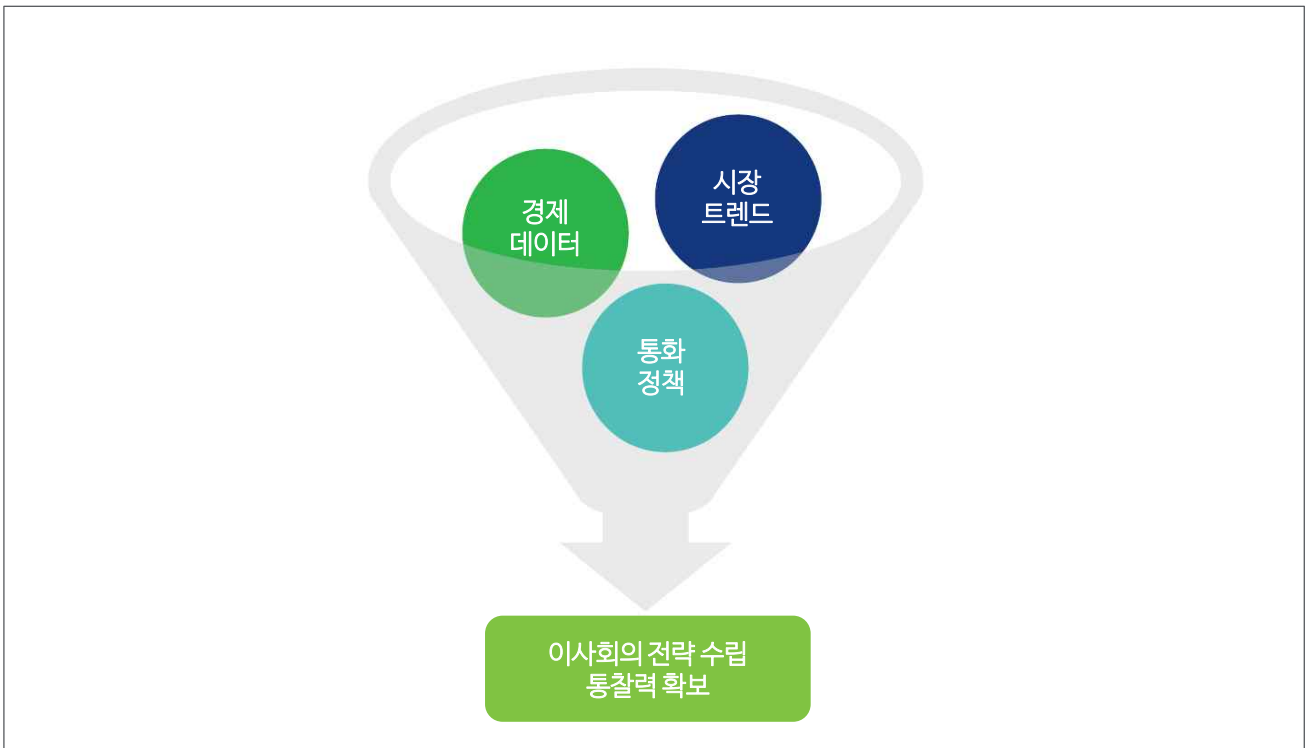 경제
데이터
시장
트렌드
통화
정책
이사회의 전략 수립
통찰력 확보